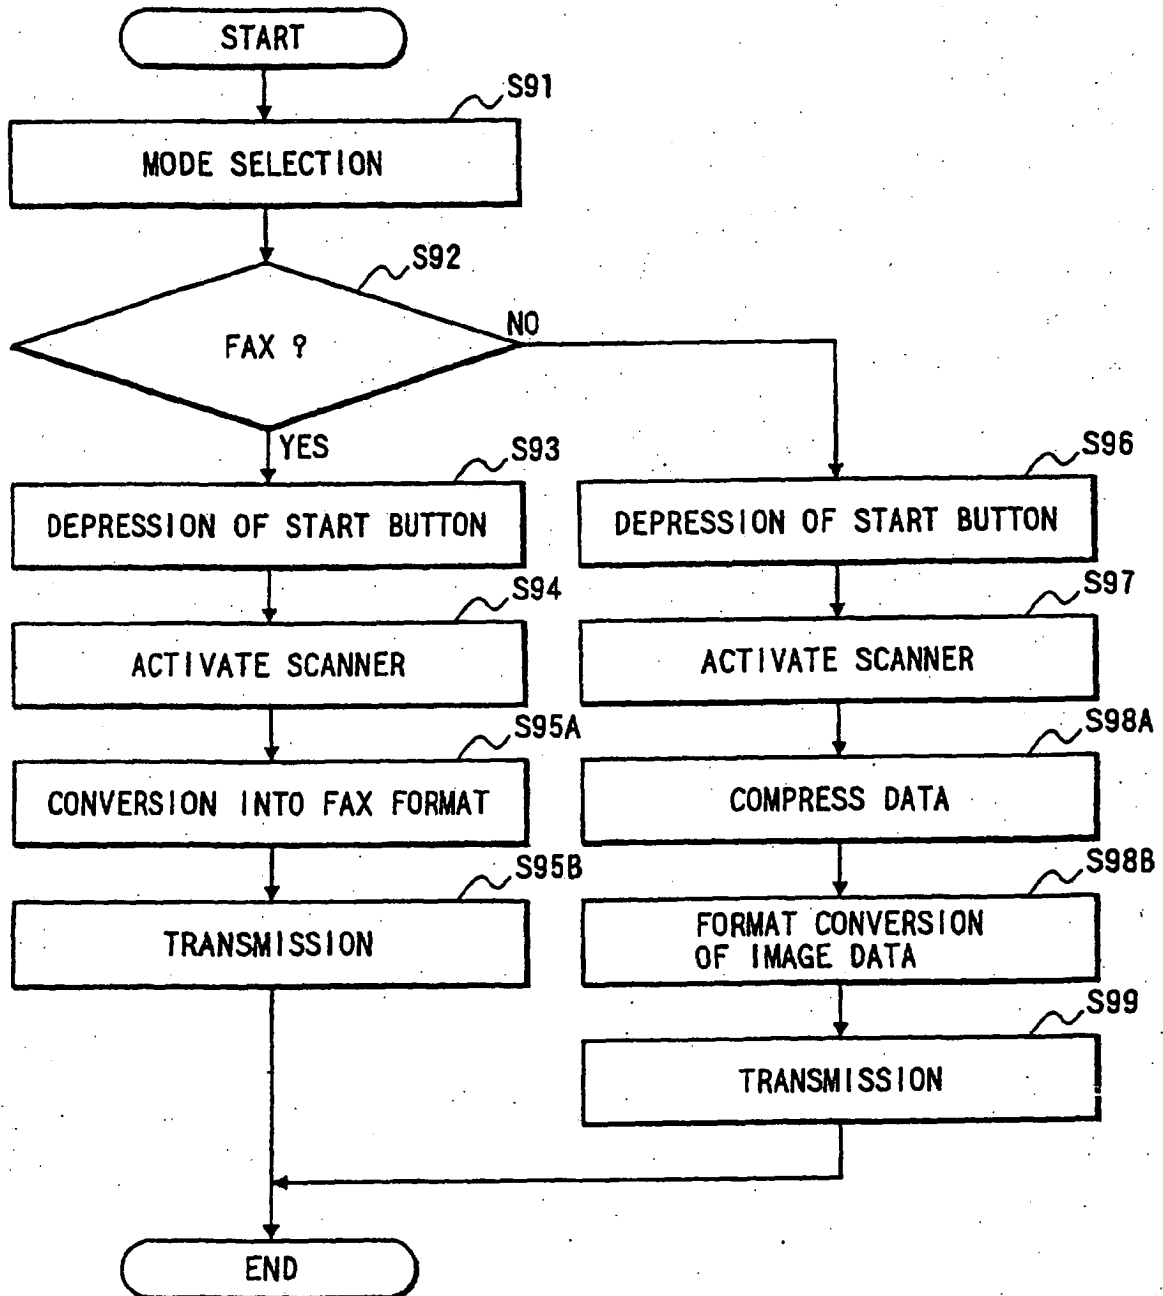 START
S91
MODE SELECTION
S92
FAX ?
NO
YES
S93
DEPRESSION OF START BUTTON
S94
ACTIVATE SCANNER
S95A
CONVERSION INTO FAX FORMAT
S95B
TRANSMISSION
S96
DEPRESSION OF START BUTTON
S97
ACTIVATE SCANNER
S98A
COMPRESS DATA
S98B
FORMAT CONVERSION
OF IMAGE DATA
S99
TRANSMISSION
END